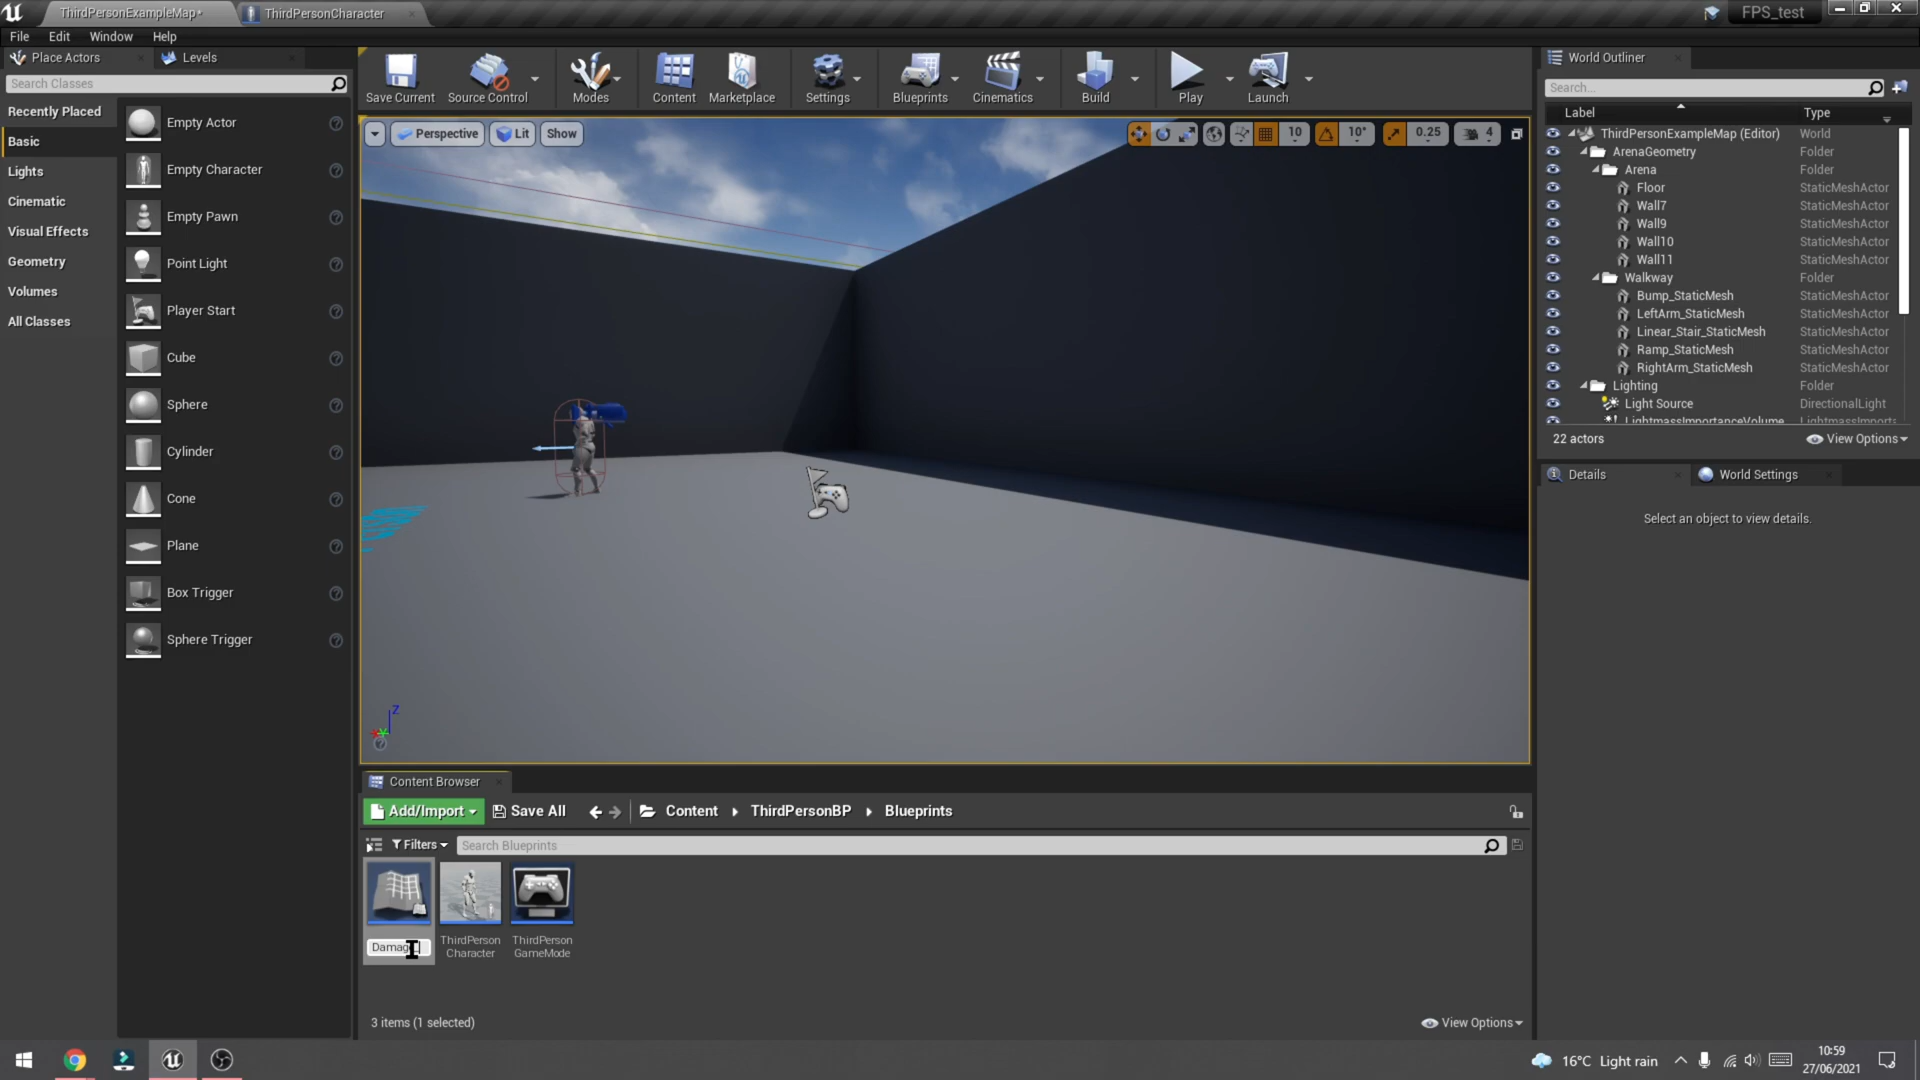 ThirdPersonExampleMap*
ThirdPersonCharacter
FPS_test
File
Edit
Window
Help
Place Actors
Levels
Search Classes
Recently Placed
Basic
Lights
Cinematic
Visual Effects
Geometry
Volumes
All Classes
Empty Actor
Empty Character
Empty Pawn
Point Light
Player Start
Cube
Sphere
Cylinder
Cone
Plane
Box Trigger
Sphere Trigger
Save Current
Source Control
Modes
Content
Marketplace
Settings
Blueprints
Cinematics
Build
Play
Launch
Perspective
Lit
Show
10
10°
0.25
4
Z
Content Browser
Add/Import
Save All
Content
ThirdPersonBP
Blueprints
Filters
Search Blueprints
ThirdPerson
Character
ThirdPerson
GameMode
3 items (1 selected)
View Options
World Outliner
Search...
Label
Type
ThirdPersonExampleMap (Editor) World
ArenaGeometry Folder
Arena Folder
Floor StaticMeshActor
Wall7 StaticMeshActor
Wall9 StaticMeshActor
Wall10 StaticMeshActor
Wall11 StaticMeshActor
Walkway Folder
Bump_StaticMesh StaticMeshActor
LeftArm_StaticMesh StaticMeshActor
Linear_Stair_StaticMesh StaticMeshActor
Ramp_StaticMesh StaticMeshActor
RightArm_StaticMesh StaticMeshActor
Lighting Folder
Light Source DirectionalLight
22 actors
View Options
Details
World Settings
Select an object to view details.
16°C Light rain
10:59
27/06/2021